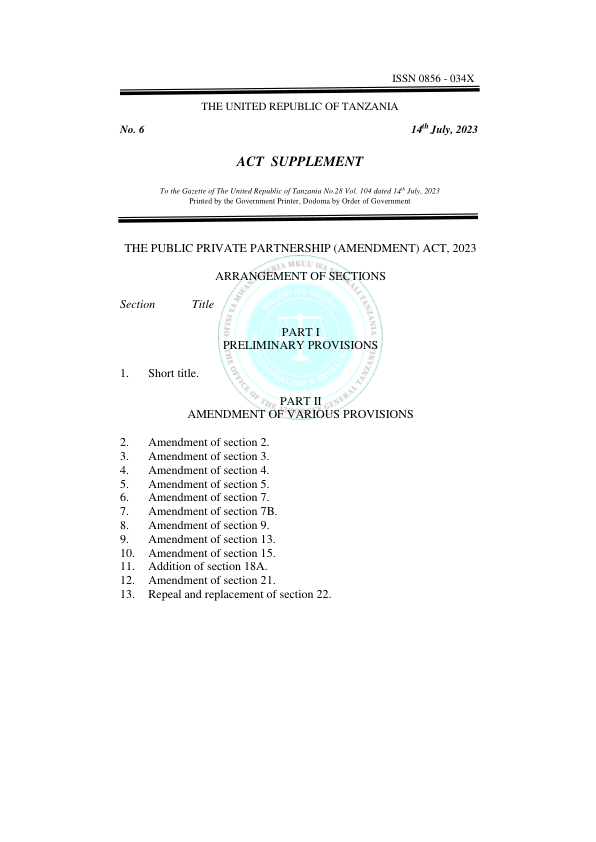 ISSN 0856 - 034X
THE UNITED REPUBLIC OF TANZANIA
No. 6 14th July, 2023
ACT SUPPLEMENT
To the Gazette of The United Republic of Tanzania No.28 Vol. 104 dated 14th July, 2023
Printed by the Government Printer, Dodoma by Order of Government
THE PUBLIC PRIVATE PARTNERSHIP (AMENDMENT) ACT, 2023
ARRANGEMENT OF SECTIONS
Section Title
PART I
PRELIMINARY PROVISIONS
1. Short title.
PART II
AMENDMENT OF VARIOUS PROVISIONS
2. Amendment of section 2.
3. Amendment of section 3.
4. Amendment of section 4.
5. Amendment of section 5.
6. Amendment of section 7.
7. Amendment of section 7B.
8. Amendment of section 9.
9. Amendment of section 13.
10. Amendment of section 15.
11. Addition of section 18A.
12. Amendment of section 21.
13. Repeal and replacement of section 22.